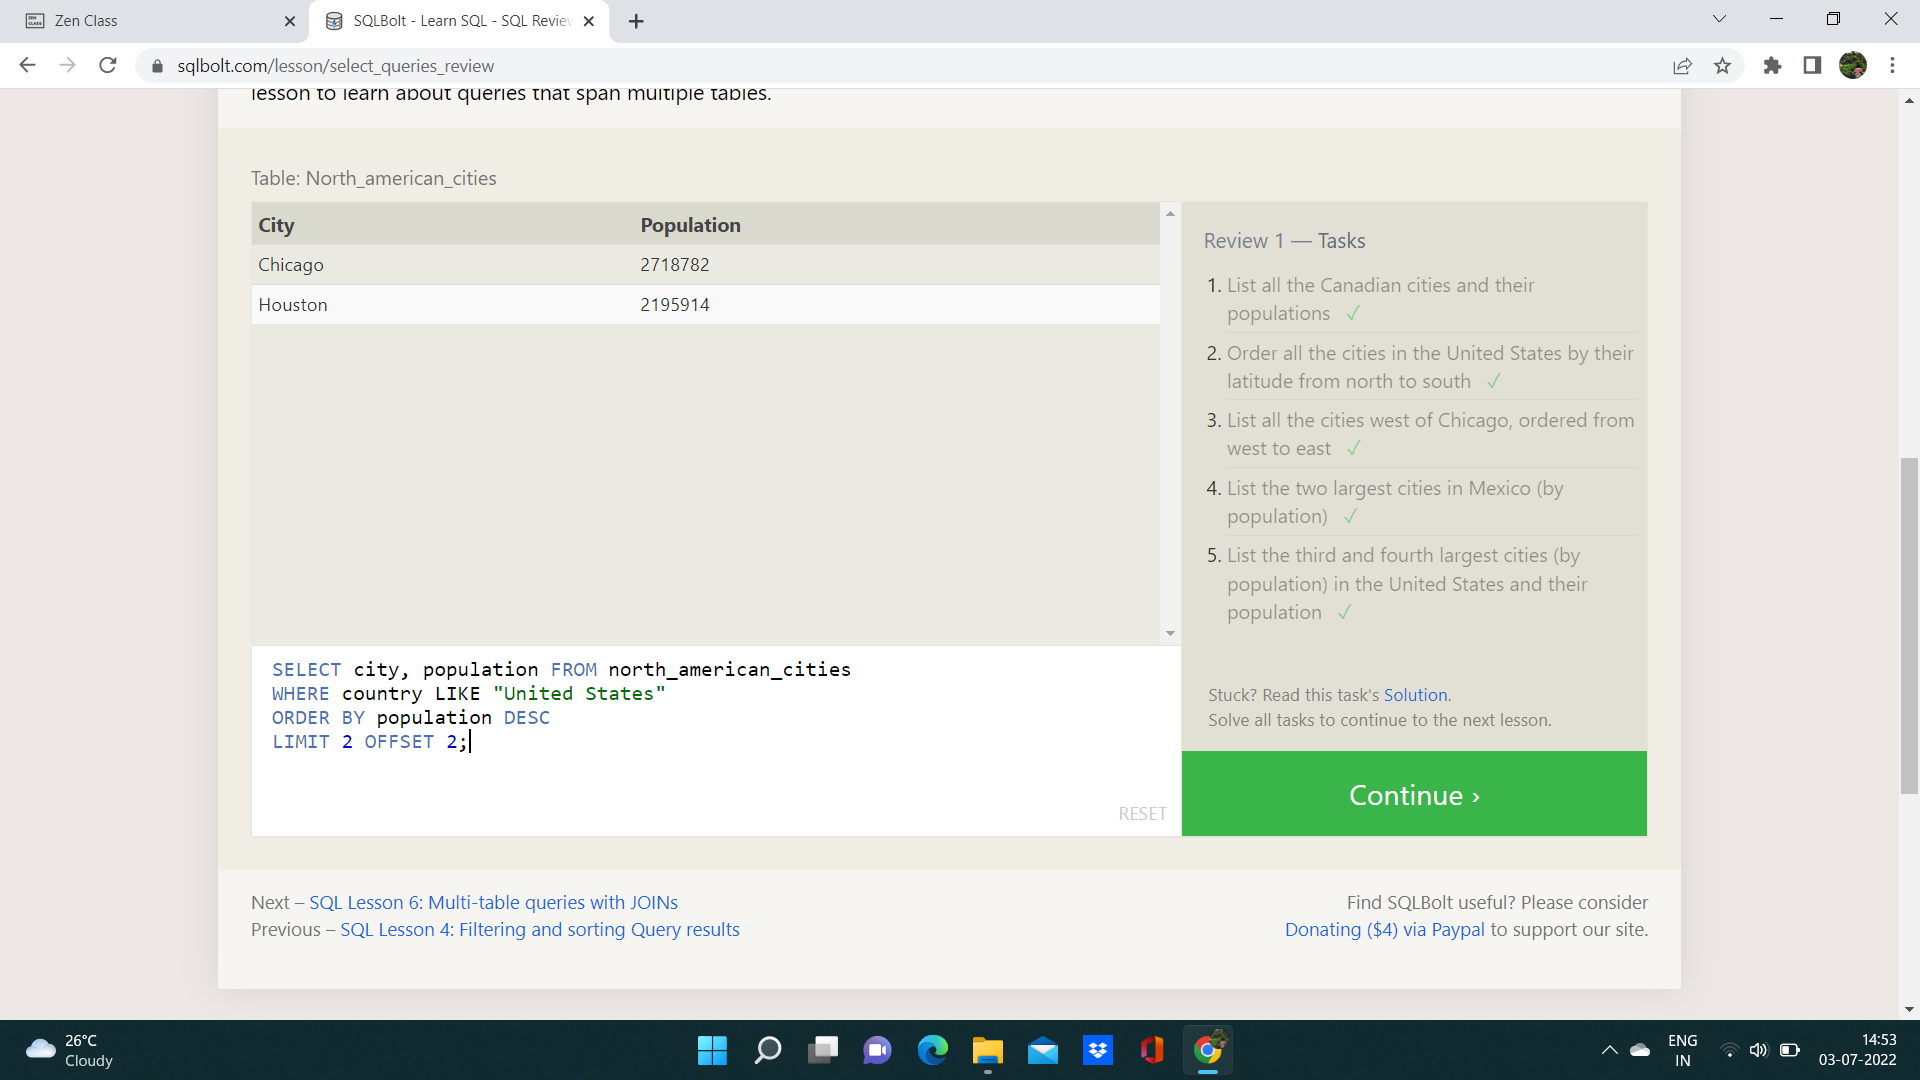 Zen Class
SQLBolt - Learn SQL - SQL Review
sqlbolt.com/lesson/select_queries_review
lesson to learn about queries that span multiple tables.
Table: North_american_cities
City Population
Chicago 2718782
Houston 2195914
SELECT city, population FROM north_american_cities
WHERE country LIKE "United States"
ORDER BY population DESC
LIMIT 2 OFFSET 2;
RESET
Review 1 — Tasks
1. List all the Canadian cities and their
populations ✓
2. Order all the cities in the United States by their
latitude from north to south ✓
3. List all the cities west of Chicago, ordered from
west to east ✓
4. List the two largest cities in Mexico (by
population) ✓
5. List the third and fourth largest cities (by
population) in the United States and their
population ✓
Stuck? Read this task's Solution.
Solve all tasks to continue to the next lesson.
Continue ›
Next – SQL Lesson 6: Multi-table queries with JOINs
Previous – SQL Lesson 4: Filtering and sorting Query results
Find SQLBolt useful? Please consider
Donating ($4) via Paypal to support our site.
26°C
Cloudy
ENG
IN
14:53
03-07-2022